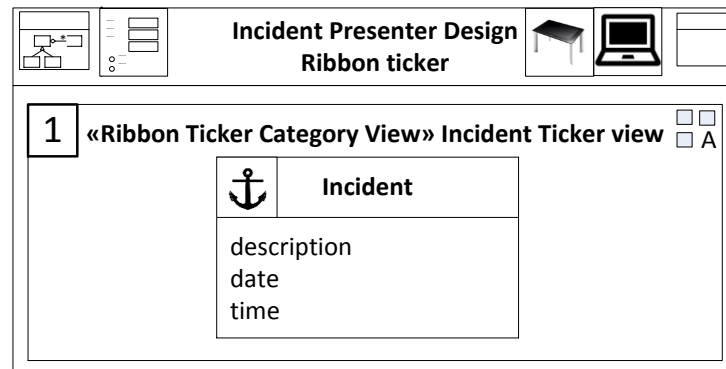 Incident Presenter Design
Ribbon ticker
1 «Ribbon Ticker Category View» Incident Ticker view A
Incident
description
date
time